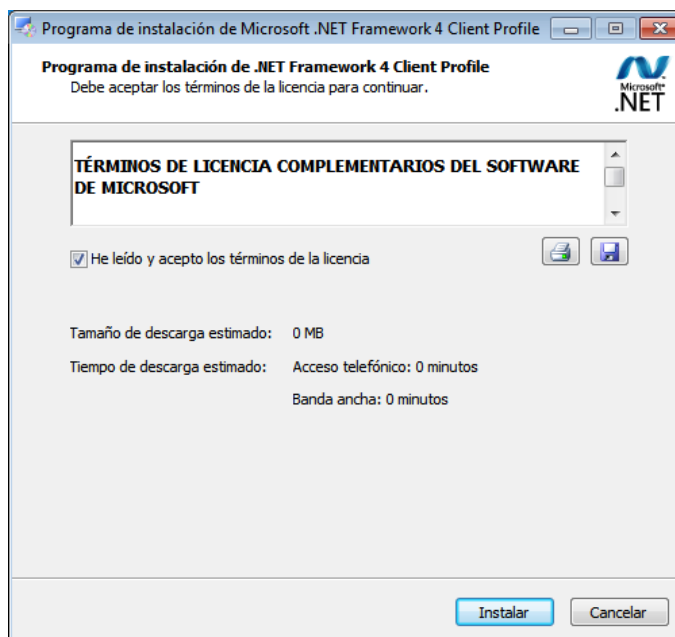 Programa de instalación de Microsoft .NET Framework 4 Client Profile
Programa de instalación de .NET Framework 4 Client Profile
Debe aceptar los términos de la licencia para continuar.
Microsoft®
.NET
TÉRMINOS DE LICENCIA COMPLEMENTARIOS DEL SOFTWARE
DE MICROSOFT
He leído y acepto los términos de la licencia
Tamaño de descarga estimado: 0 MB
Tiempo de descarga estimado: Acceso telefónico: 0 minutos
Banda ancha: 0 minutos
Instalar Cancelar